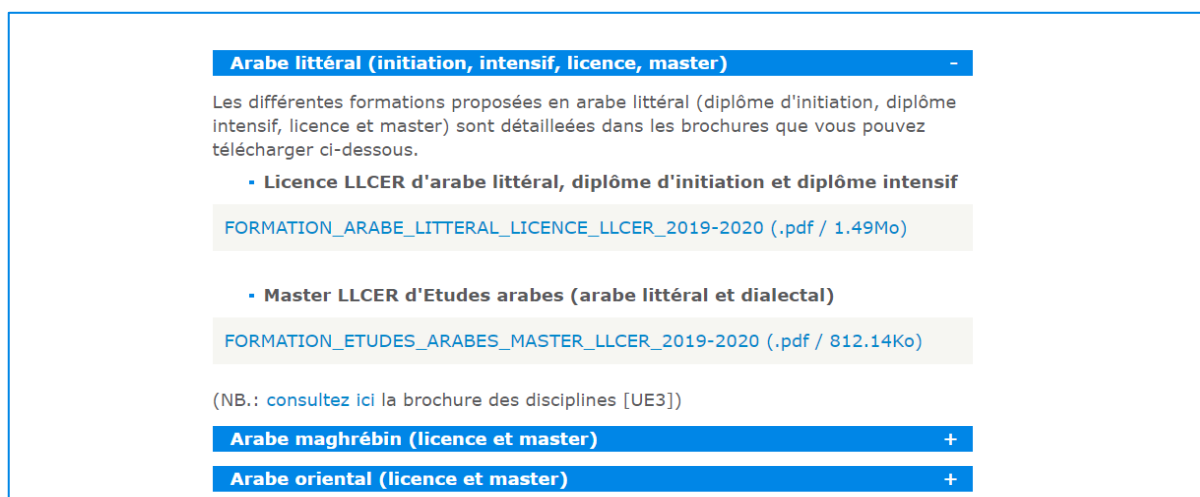 Arabe littéral (initiation, intensif, licence, master) -
Les différentes formations proposées en arabe littéral (diplôme d'initiation, diplôme
intensif, licence et master) sont détailleées dans les brochures que vous pouvez
télécharger ci-dessous.
▪ Licence LLCER d'arabe littéral, diplôme d'initiation et diplôme intensif
FORMATION_ARABE_LITTERAL_LICENCE_LLCER_2019-2020 (.pdf / 1.49Mo)
▪ Master LLCER d'Etudes arabes (arabe littéral et dialectal)
FORMATION_ETUDES_ARABES_MASTER_LLCER_2019-2020 (.pdf / 812.14Ko)
(NB.: consultez ici la brochure des disciplines [UE3])
Arabe maghrébin (licence et master) +
Arabe oriental (licence et master) +